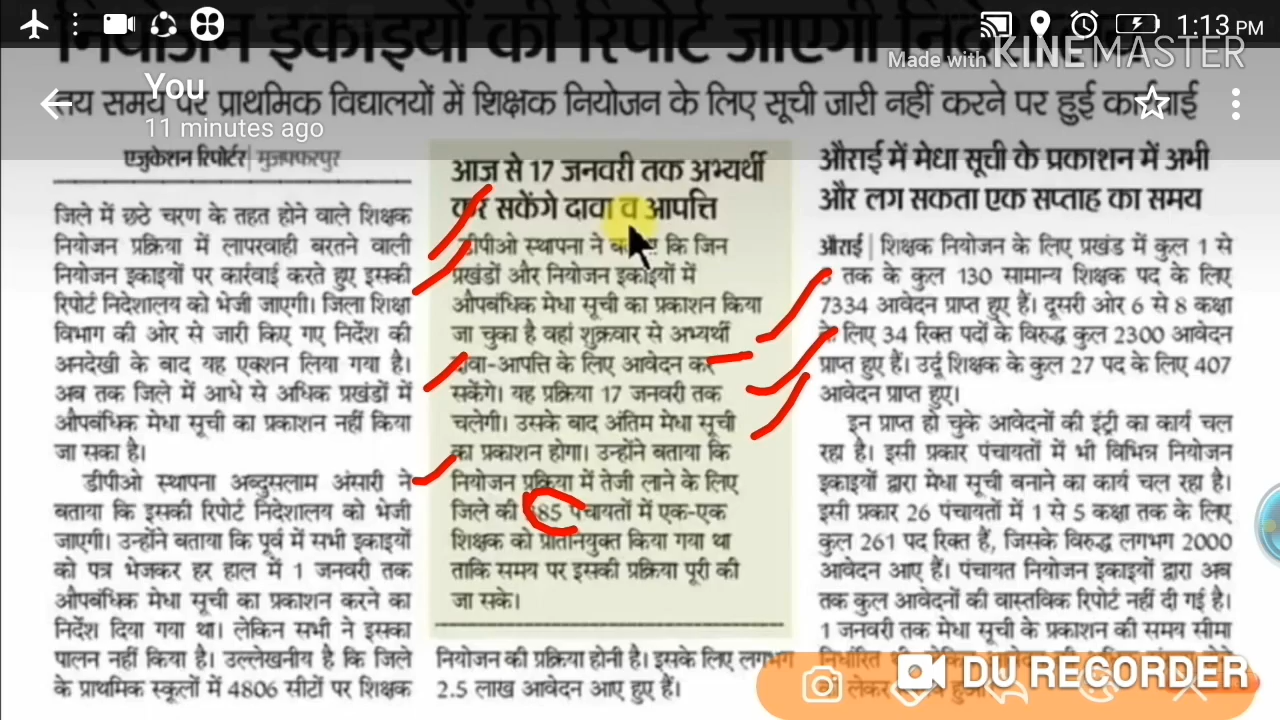 1:13 PM
Made with KINEMASTER
नियोजन इकाइयों की रिपोर्ट जाएगी
You
11 minutes ago
तय समय पर प्राथमिक विद्यालयों में शिक्षक नियोजन के लिए सूची जारी नहीं करने पर हुई कार्रवाई
एजुकेशन रिपोर्टर| मुजफ्फरपुर
जिले में छठे चरण के तहत होने वाले शिक्षक
नियोजन प्रक्रिया में लापरवाही बरतने वाली
नियोजन इकाइयों पर कार्रवाई करते हुए इसकी
रिपोर्ट निदेशालय को भेजी जाएगी। जिला शिक्षा
विभाग की ओर से जारी किए गए निर्देश की
अनदेखी के बाद यह एक्शन लिया गया है।
अब तक जिले में आधे से अधिक प्रखंडों में
औपबंधिक मेधा सूची का प्रकाशन नहीं किया
जा सका है।
डीपीओ स्थापना अब्दुसलाम अंसारी ने
बताया कि इसकी रिपोर्ट निदेशालय को भेजी
जाएगी। उन्होंने बताया कि पूर्व में सभी इकाइयों
को पत्र भेजकर हर हाल में 1 जनवरी तक
औपबंधिक मेधा सूची का प्रकाशन करने का
निर्देश दिया गया था। लेकिन सभी ने इसका
पालन नहीं किया है। उल्लेखनीय है कि जिले
के प्राथमिक स्कूलों में 4806 सीटों पर शिक्षक
आज से 17 जनवरी तक अभ्यर्थी
कर सकेंगे दावा व आपत्ति
डीपीओ स्थापना ने कि जिन
प्रखंडों और नियोजन इकाइयों में
औपबंधिक मेधा सूची का प्रकाशन किया
जा चुका है वहां शुक्रवार से अभ्यर्थी
दावा-आपत्ति के लिए आवेदन कर
सकेंगे। यह प्रक्रिया 17 जनवरी तक
चलेगी। उसके बाद अंतिम मेधा सूची
का प्रकाशन होगा। उन्होंने बताया कि
नियोजन प्रक्रिया में तेजी लाने के लिए
जिले की पंचायतों में एक-एक
शिक्षक को प्रतिनियुक्त किया गया था
ताकि समय पर इसकी प्रक्रिया पूरी की
जा सके।
नियोजन की प्रक्रिया होनी है। इसके लिए लगभग
2.5 लाख आवेदन आए हुए हैं।
औराई में मेधा सूची के प्रकाशन में अभी
और लग सकता एक सप्ताह का समय
औराई| शिक्षक नियोजन के लिए प्रखंड में कुल 1 से
तक के कुल 130 सामान्य शिक्षक पद के लिए
7334 आवेदन प्राप्त हुए हैं। दूसरी ओर 6 से 8 कक्षा
के लिए 34 रिक्त पदों के विरुद्ध कुल 2300 आवेदन
प्राप्त हुए हैं। उर्दू शिक्षक के कुल 27 पद के लिए 407
आवेदन प्राप्त हुए।
इन प्राप्त हो चुके आवेदनों की इंट्री का कार्य चल
रहा है। इसी प्रकार पंचायतों में भी विभिन्न नियोजन
इकाइयों द्वारा मेधा सूची बनाने का कार्य चल रहा है।
इसी प्रकार 26 पंचायतों में 1 से 5 कक्षा तक के लिए
कुल 261 पद रिक्त हैं, जिसके विरुद्ध लगभग 2000
आवेदन आए हैं। पंचायत नियोजन इकाइयों द्वारा अब
तक कुल आवेदनों की वास्तविक रिपोर्ट नहीं दी गई है।
1 जनवरी तक मेधा सूची के प्रकाशन की समय सीमा
DU RECORDER